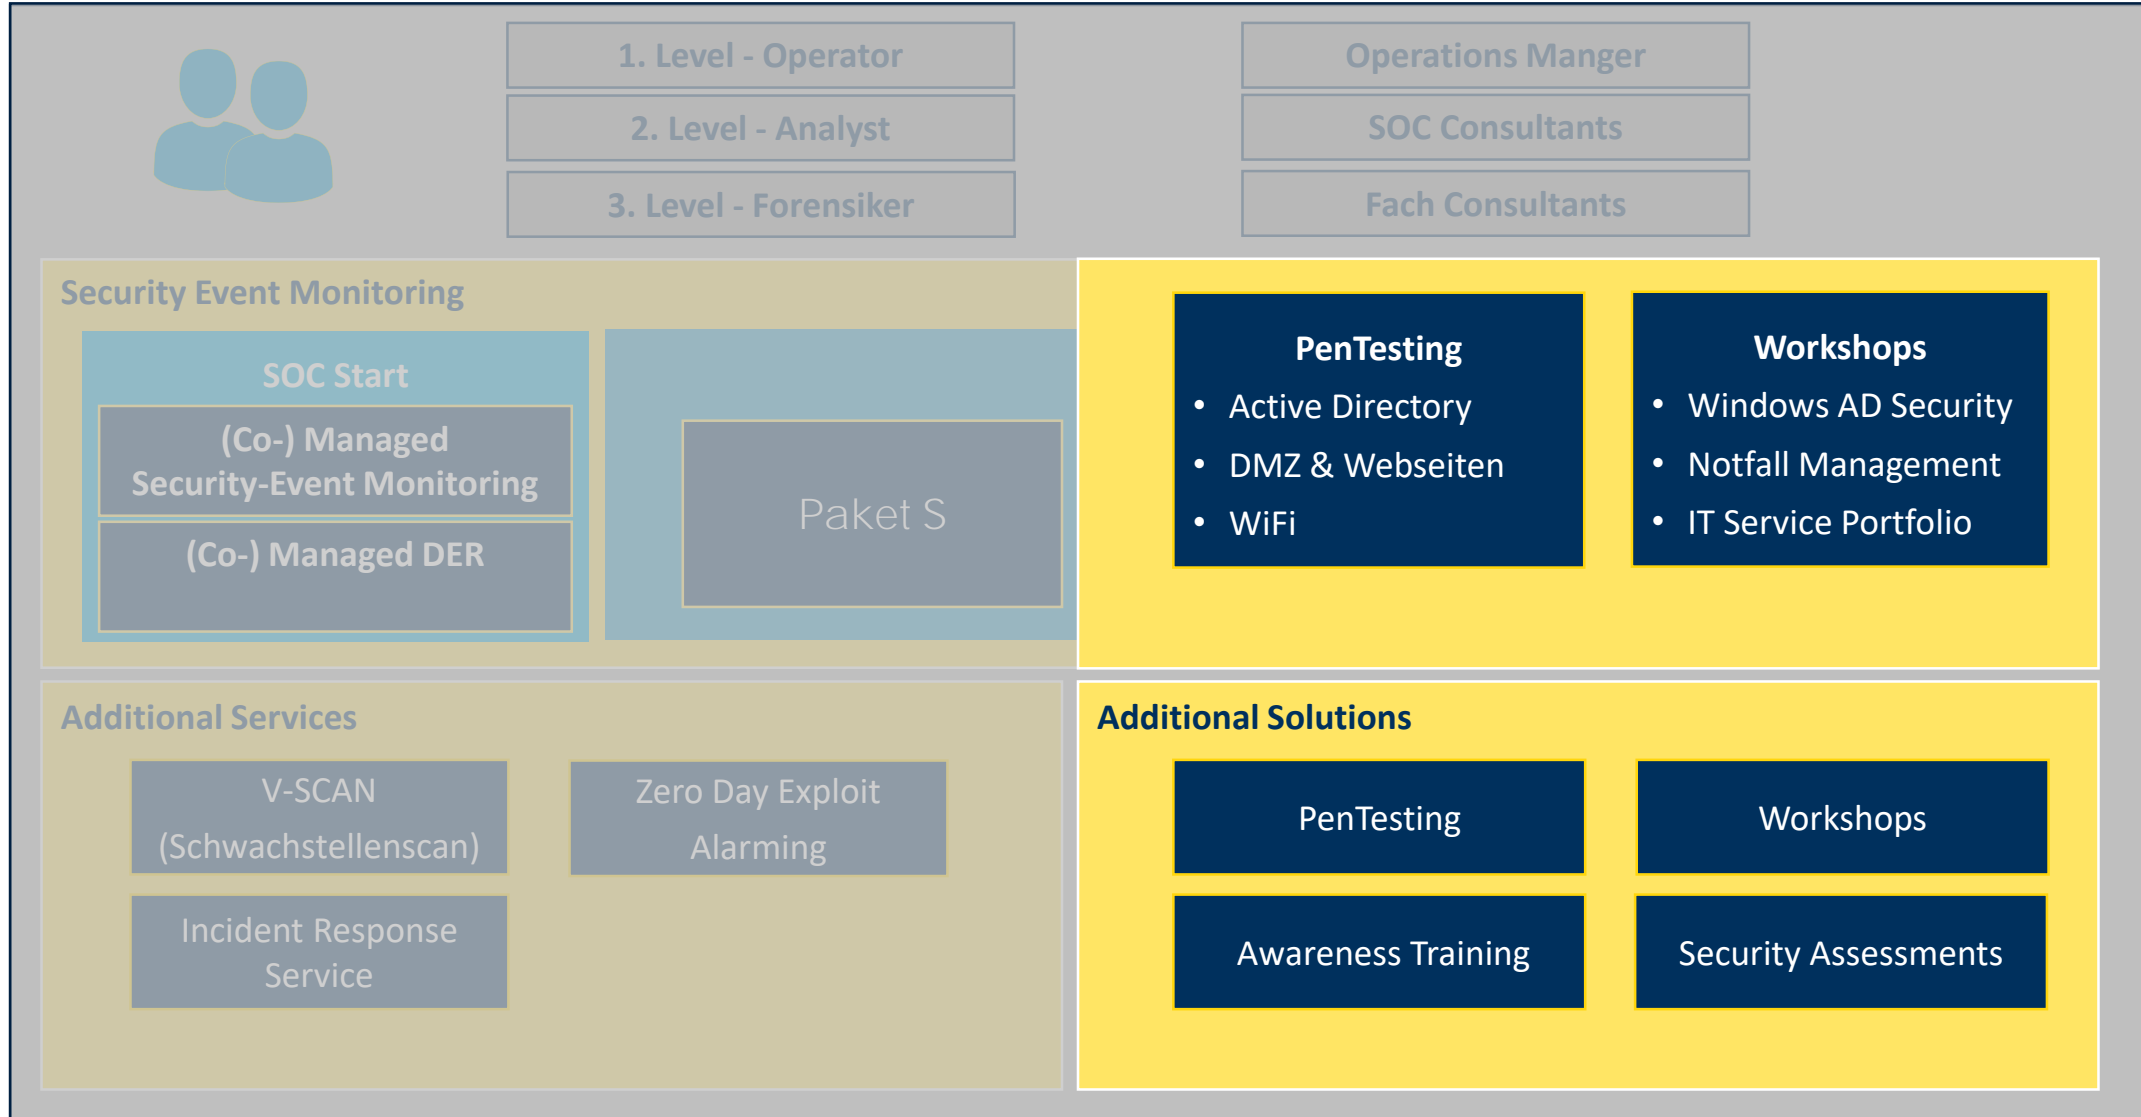 1. Level - Operator
2. Level - Analyst
3. Level - Forensiker
Operations Manger
SOC Consultants
Fach Consultants
Security Event Monitoring
SOC Start
(Co-) Managed
Security-Event Monitoring
(Co-) Managed DER
Paket S
PenTesting
• Active Directory
• DMZ & Webseiten
• WiFi
Workshops
• Windows AD Security
• Notfall Management
• IT Service Portfolio
Additional Services
V-SCAN
(Schwachstellenscan)
Zero Day Exploit
Alarming
Incident Response
Service
Additional Solutions
PenTesting
Workshops
Awareness Training
Security Assessments